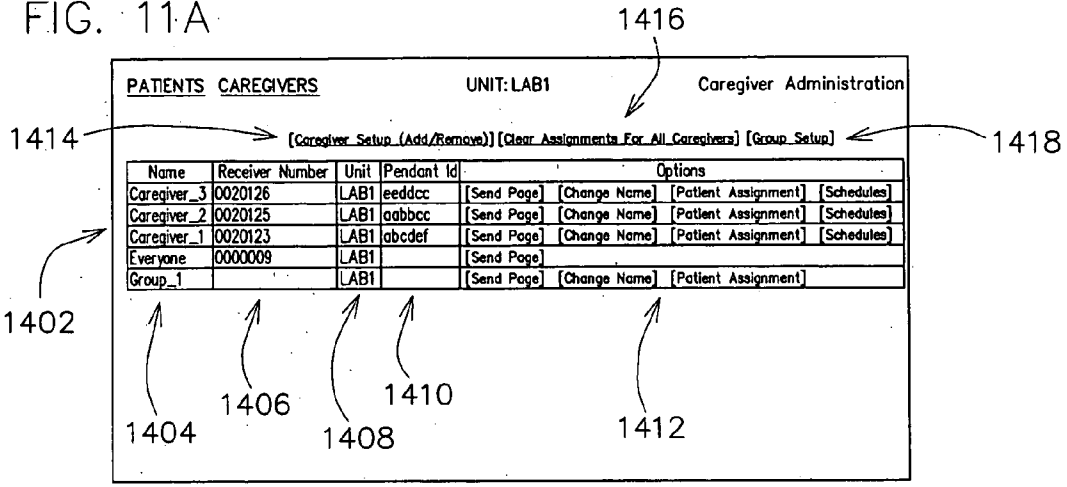 FIG. 11A
1416
PATIENTS CAREGIVERS UNIT: LAB1 Caregiver Administration
1414 [Caregiver Setup (Add/Remove)] [Clear Assignments For All Caregivers] [Group Setup] 1418
Name Receiver Number Unit Pendant Id Options
Caregiver_3 0020126 LAB1 eeddcc [Send Page] [Change Name] [Patient Assignment] [Schedules]
Caregiver_2 0020125 LAB1 aabbcc [Send Page] [Change Name] [Patient Assignment] [Schedules]
Caregiver_1 0020123 LAB1 abcdef [Send Page] [Change Name] [Patient Assignment] [Schedules]
Everyone 0000009 LAB1 [Send Page]
Group_1 LAB1 [Send Page] [Change Name] [Patient Assignment]
1402
1404 1406 1408 1410 1412